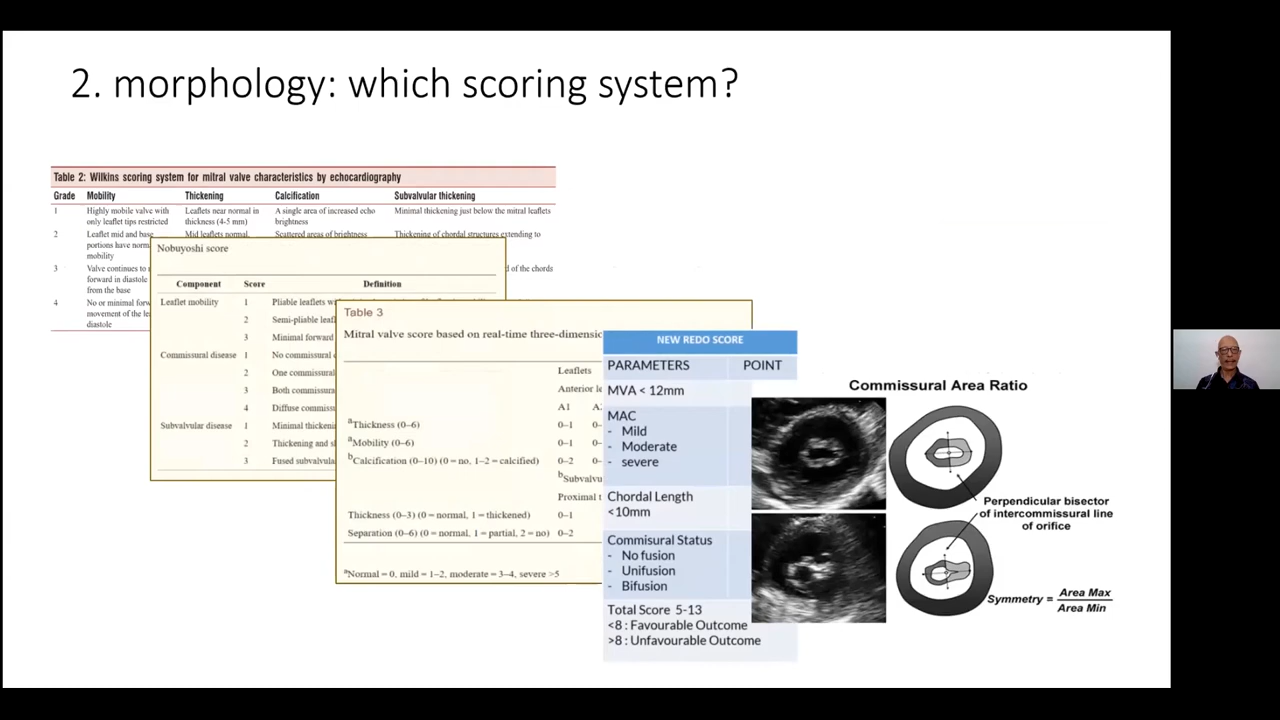 2. morphology: which scoring system?
Table 2: Wilkins scoring system for mitral valve characteristics by echocardiography
Grade Mobility Thickening Calcification Subvalvular thickening
1 Highly mobile valve with Leaflets near normal in A single area of increased echo Minimal thickening just below the mitral leaflets
only leaflet tips restricted thickness (4-5 mm) brightness
2 Leaflet mid and base Mid leaflets normal, Scattered areas of brightness Thickening of chordal structures extending to
portions have norm
mobility
3 Valve continues to d of the chords
forward in diastole
from the base
4 No or minimal forw
movement of the le
diastole
Nobuyoshi score
Component Score Definition
Leaflet mobility 1 Pliable leaflets w
2 Semi-pliable leaf
3 Minimal forward
Commissural disease 1 No commissural
2 One commissural
3 Both commissura
4 Diffuse commiss
Subvalvular disease 1 Minimal thickeni
2 Thickening and s
3 Fused subvalvula
Table 3
Mitral valve score based on real-time three-dimensio
Leaflets
Anterior le
A1 A
aThickness (0–6) 0–1 0–
aMobility (0–6) 0–1 0–
bCalcification (0–10) (0 = no, 1–2 = calcified) 0–2 0–
bSubvalvu
Proximal t
Thickness (0–3) (0 = normal, 1 = thickened) 0–1
Separation (0–6) (0 = normal, 1 = partial, 2 = no) 0–2
aNormal = 0, mild = 1–2, moderate = 3–4, severe >5
NEW REDO SCORE
PARAMETERS POINT
MVA < 12mm
MAC
- Mild
- Moderate
- severe
Chordal Length
<10mm
Commisural Status
- No fusion
- Unifusion
- Bifusion
Total Score 5-13
<8 : Favourable Outcome
>8 : Unfavourable Outcome
Commissural Area Ratio
Perpendicular bisector
of intercommissural line
of orifice
Symmetry = Area Max
Area Min